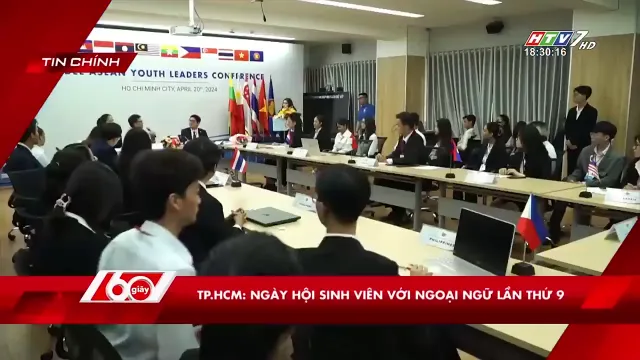 TIN CHÍNH
HTV7 HD
18:30:16
ASEAN YOUTH LEADERS CONFERENCE
HO CHI MINH CITY, APRIL 20TH, 2024
PHILIPPINES
60 giây
TP.HCM: NGÀY HỘI SINH VIÊN VỚI NGOẠI NGỮ LẦN THỨ 9